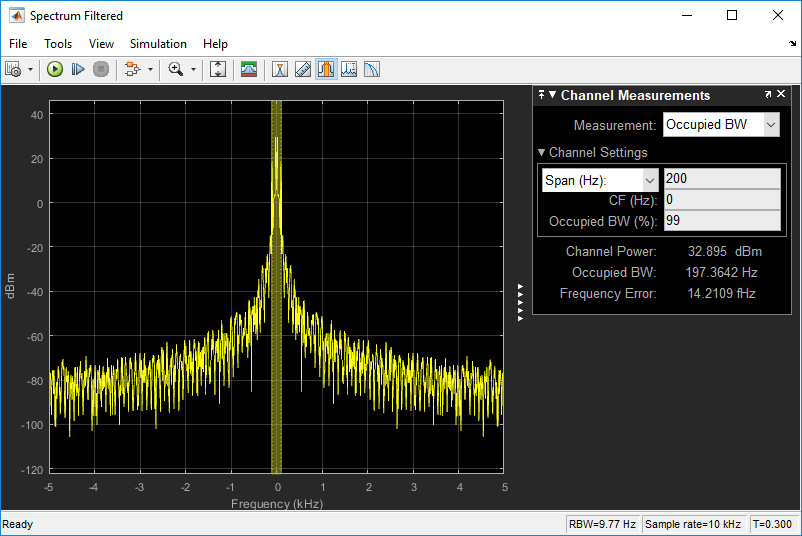 Spectrum Filtered
File Tools View Simulation Help
Channel Measurements
Measurement: Occupied BW
Channel Settings
Span (Hz): 200
CF (Hz): 0
Occupied BW (%): 99
Channel Power: 32.895 dBm
Occupied BW: 197.3642 Hz
Frequency Error: 14.2109 fHz
40
20
0
-20
-40
-60
-80
-100
-120
dBm
-5 -4 -3 -2 -1 0 1 2 3 4 5
Frequency (kHz)
Ready
RBW=9.77 Hz Sample rate=10 kHz T=0.300